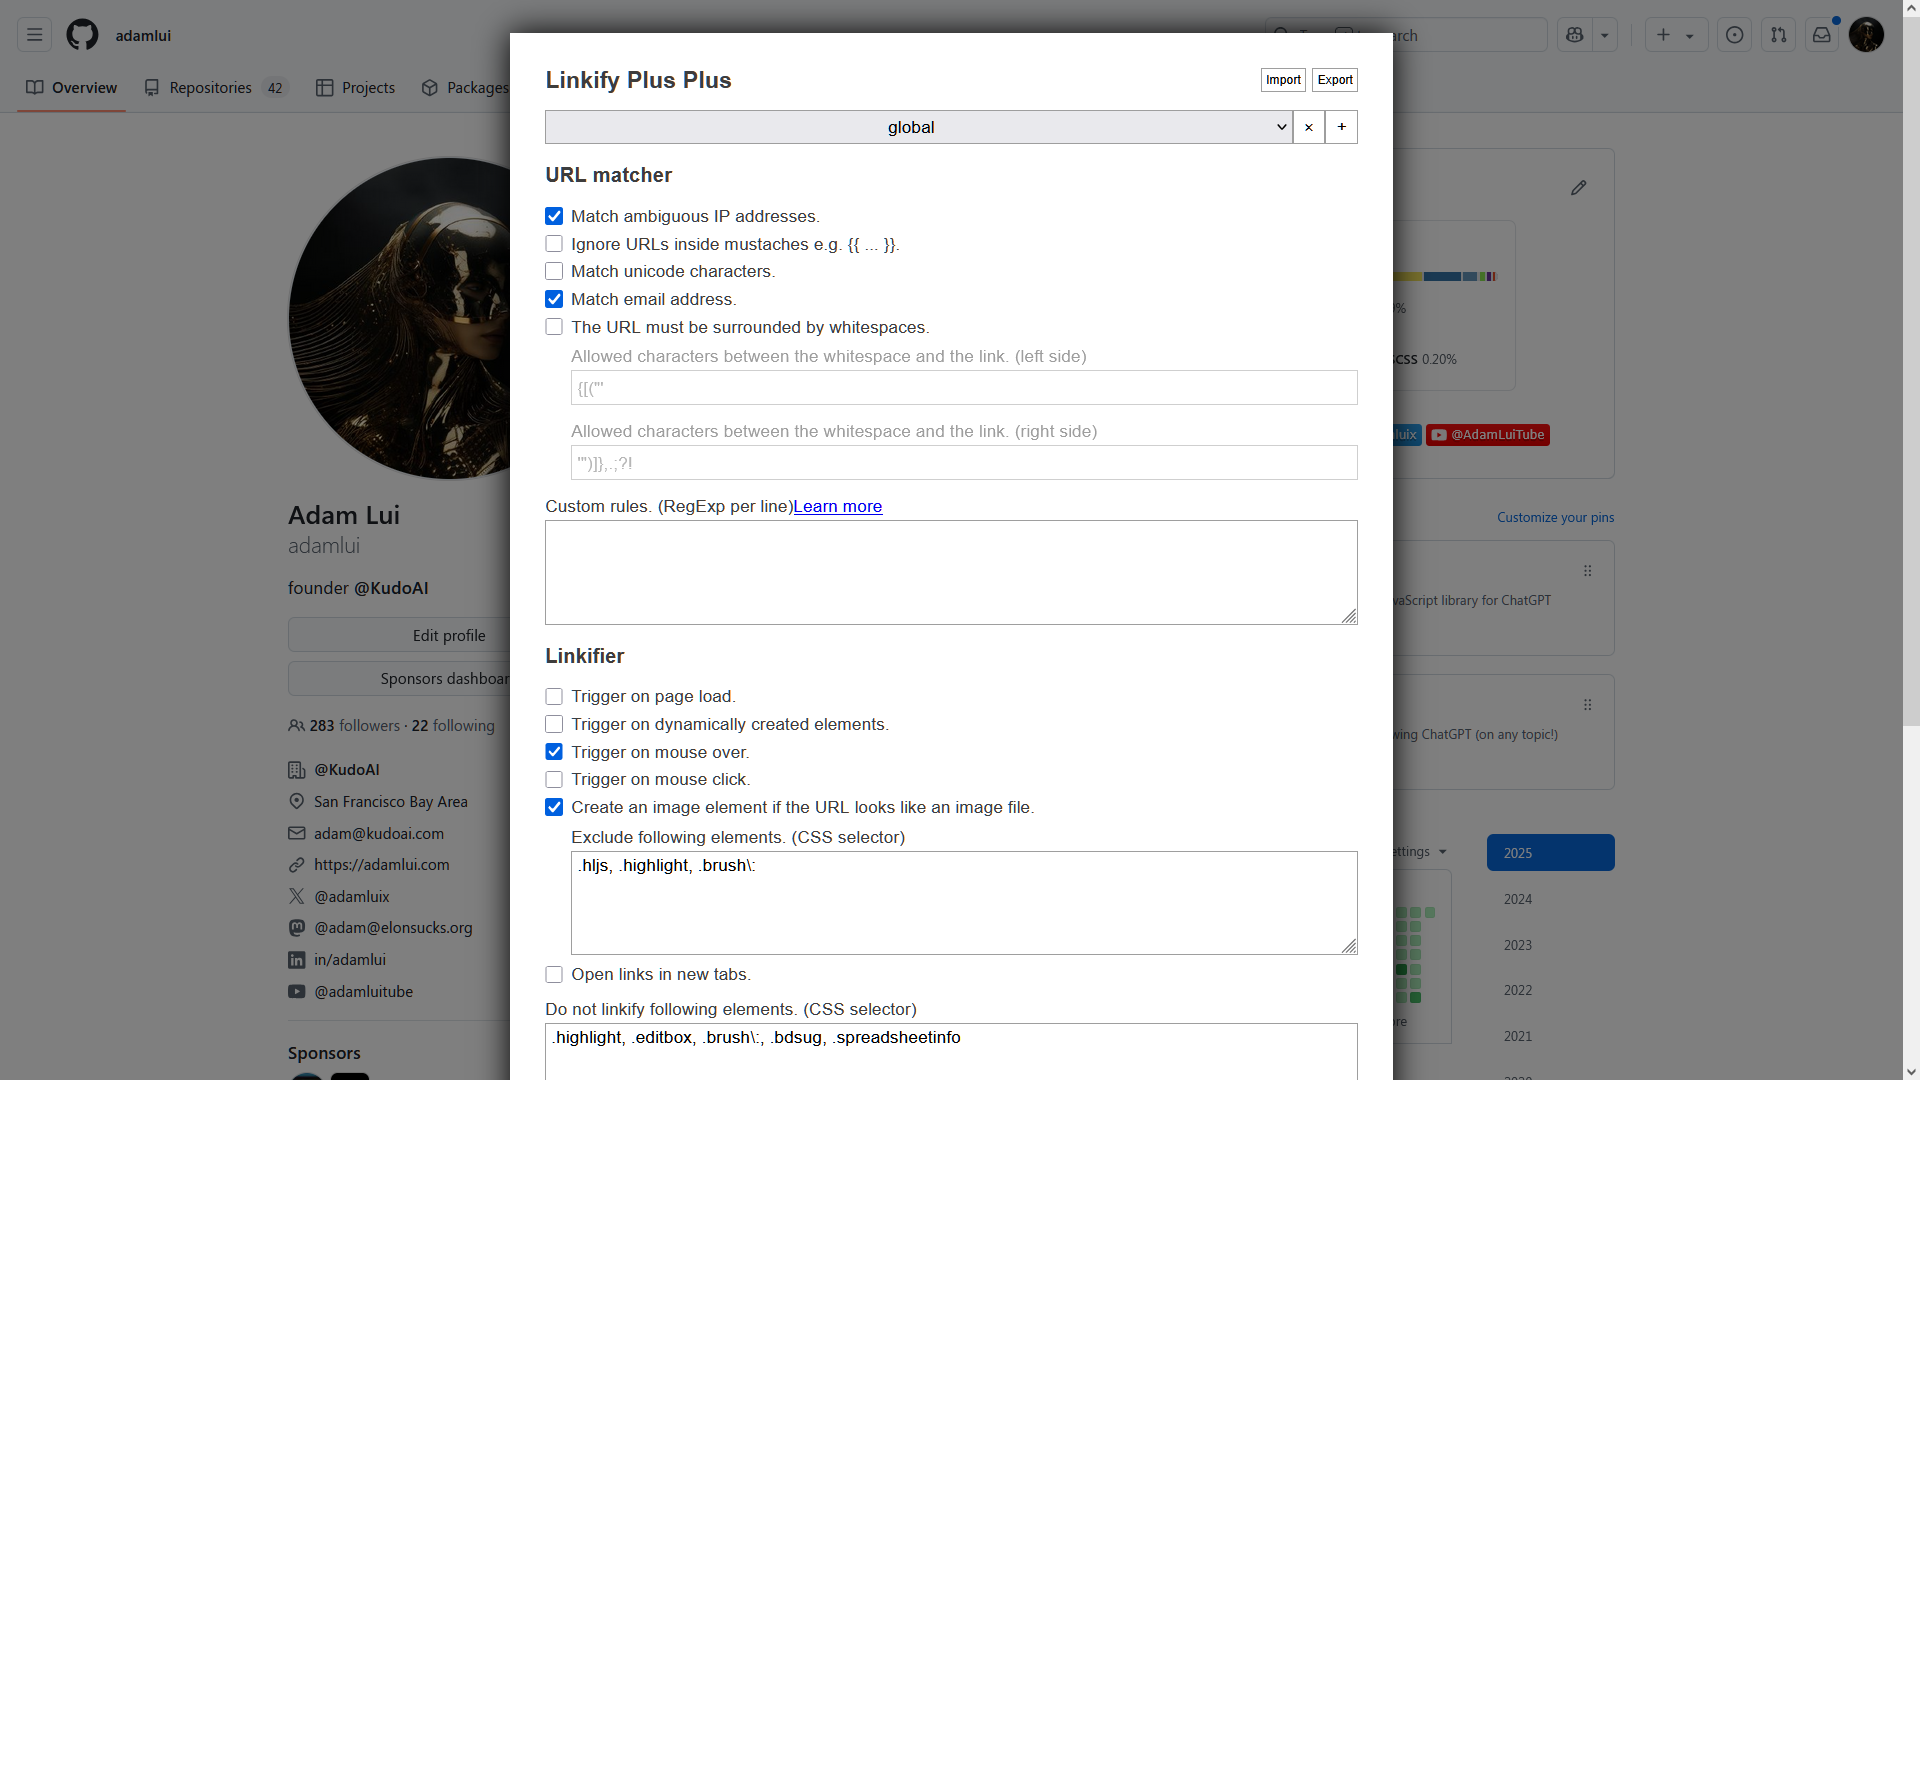 adamlui
Overview
Repositories 42
Projects
Packages
Linkify Plus Plus
Import
Export
global
×
+
URL matcher
Match ambiguous IP addresses.
Ignore URLs inside mustaches e.g. {{ ... }}.
Match unicode characters.
Match email address.
The URL must be surrounded by whitespaces.
Allowed characters between the whitespace and the link. (left side)
{[("'
Allowed characters between the whitespace and the link. (right side)
'")]},.;?!
Custom rules. (RegExp per line)Learn more
Linkifier
Trigger on page load.
Trigger on dynamically created elements.
Trigger on mouse over.
Trigger on mouse click.
Create an image element if the URL looks like an image file.
Exclude following elements. (CSS selector)
.hljs, .highlight, .brush\:
Open links in new tabs.
Do not linkify following elements. (CSS selector)
.highlight, .editbox, .brush\:, .bdsug, .spreadsheetinfo
Adam Lui
adamlui
founder @KudoAI
Edit profile
Sponsors dashboar
283 followers · 22 following
@KudoAI
San Francisco Bay Area
adam@kudoai.com
https://adamlui.com
@adamluix
@adam@elonsucks.org
in/adamlui
@adamluitube
Sponsors
SCSS 0.20%
@AdamLuiTube
Customize your pins
vaScript library for ChatGPT
wing ChatGPT (on any topic!)
ettings
2025
2024
2023
2022
2021